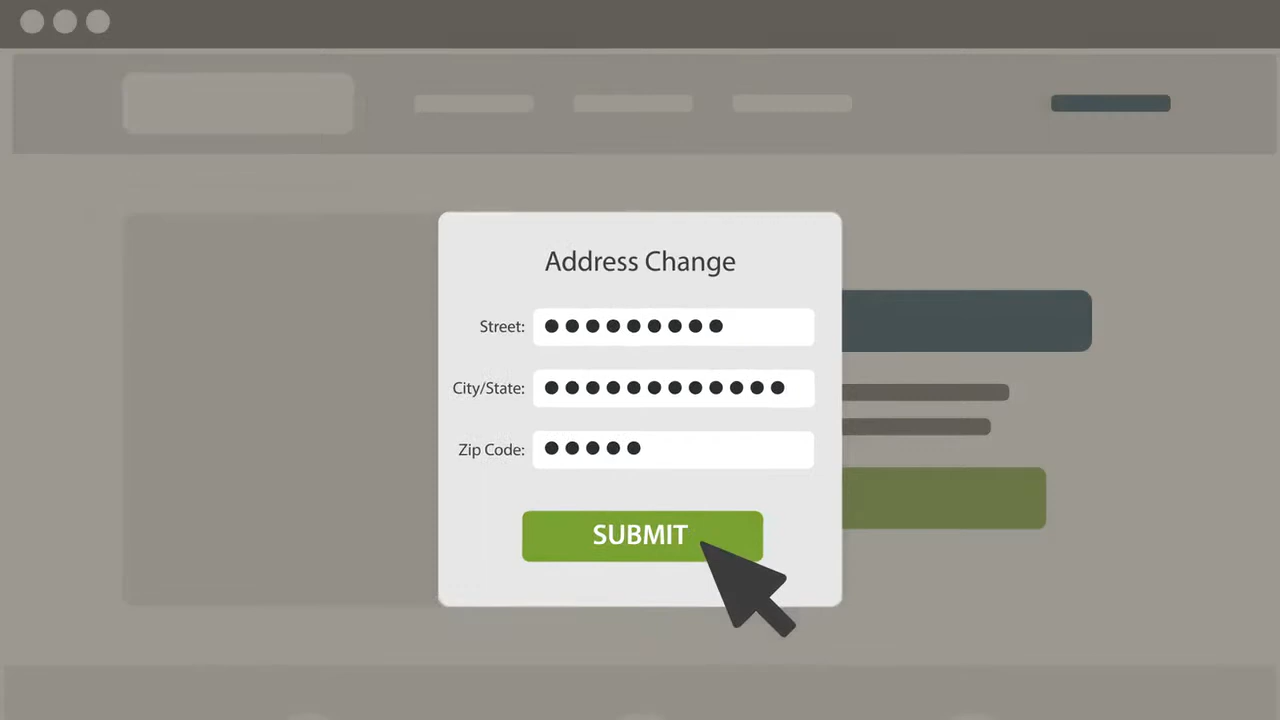 Address Change
Street: ●●●●●●●●●
City/State: ●●●●●●●●●●●●
Zip Code: ●●●●●
SUBMIT